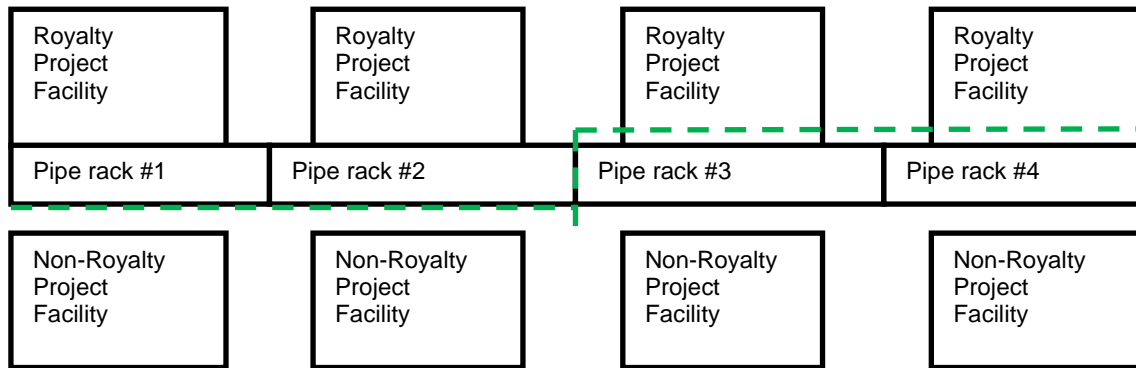 Royalty
Project
Facility
Royalty
Project
Facility
Royalty
Project
Facility
Royalty
Project
Facility
Pipe rack #1
Pipe rack #2
Pipe rack #3
Pipe rack #4
Non-Royalty
Project
Facility
Non-Royalty
Project
Facility
Non-Royalty
Project
Facility
Non-Royalty
Project
Facility